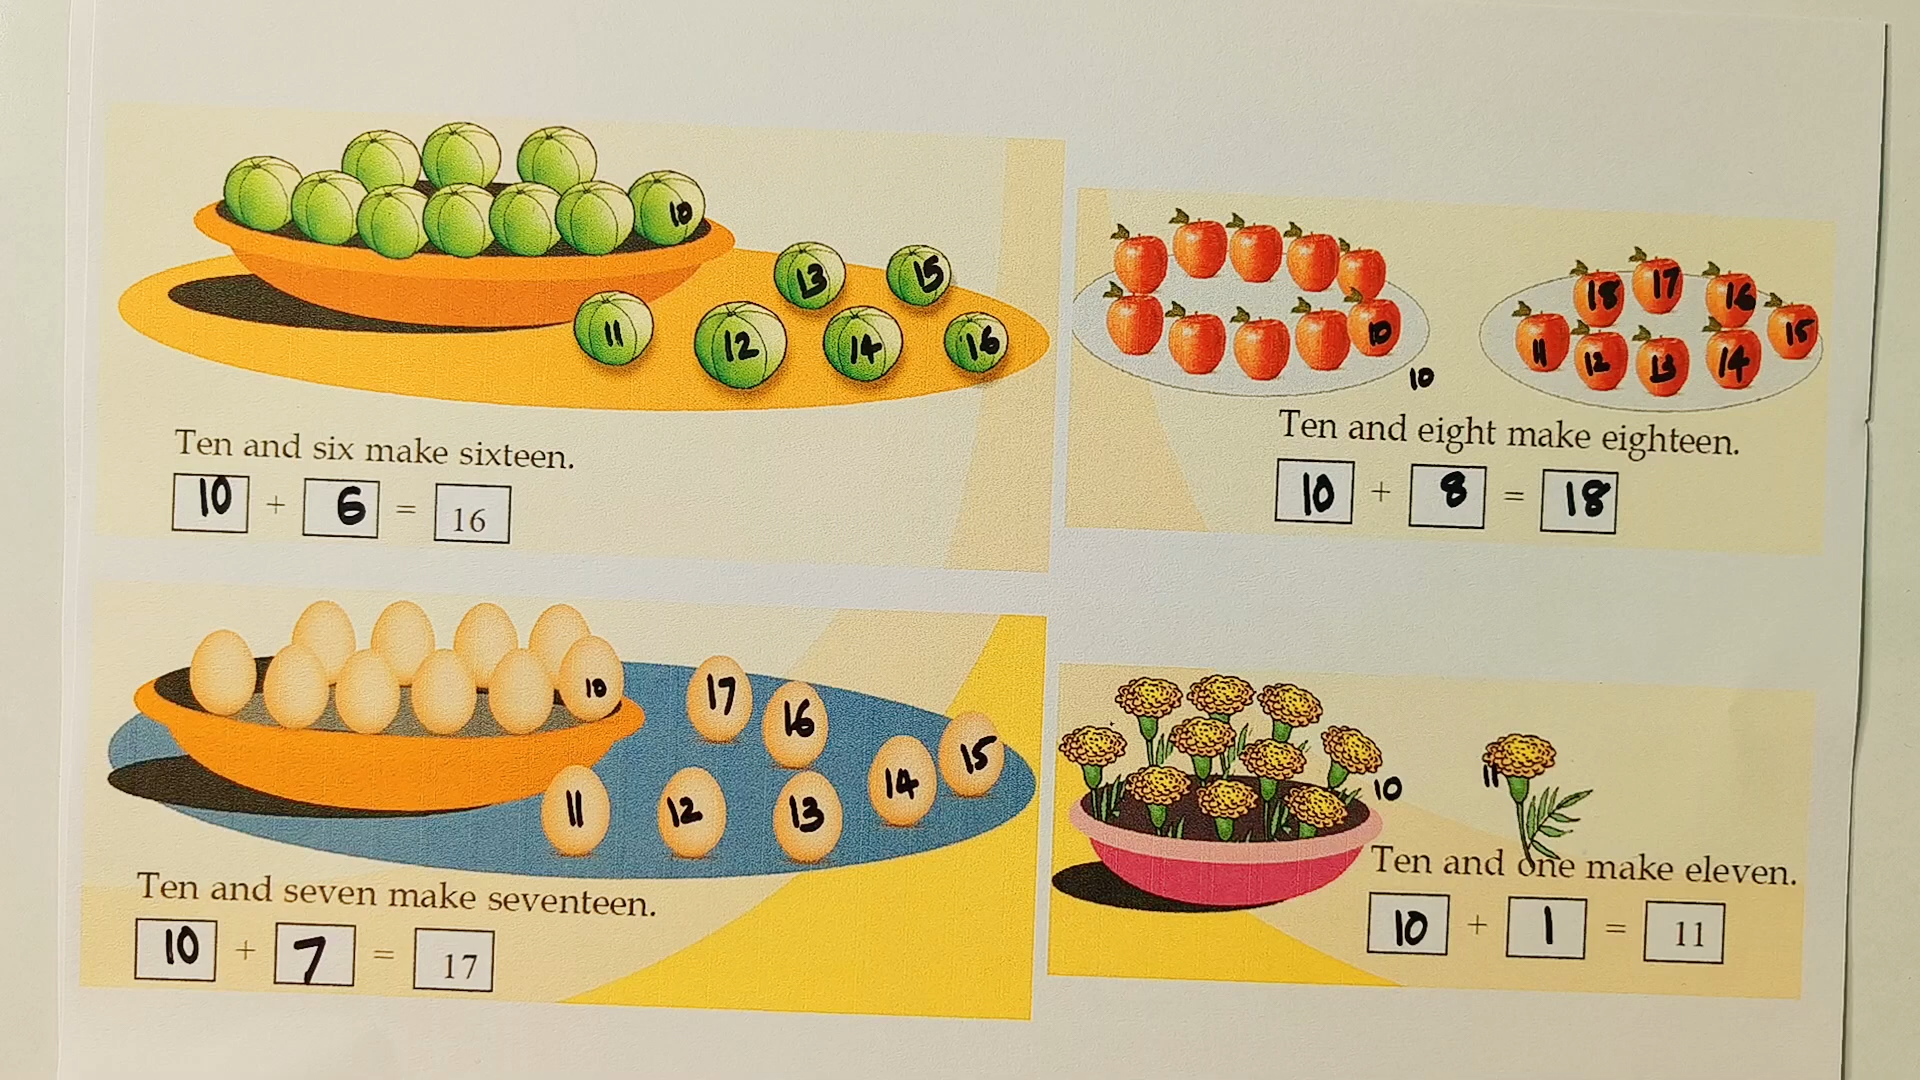 10
13 15
11 12 14 16
Ten and six make sixteen.
10 + 6 = 16
18 17 16
11 12 13 14 15
10
10
Ten and eight make eighteen.
10 + 8 = 18
10 17 16
11 12 13 14 15
Ten and seven make seventeen.
10 + 7 = 17
10 11
Ten and one make eleven.
10 + 1 = 11